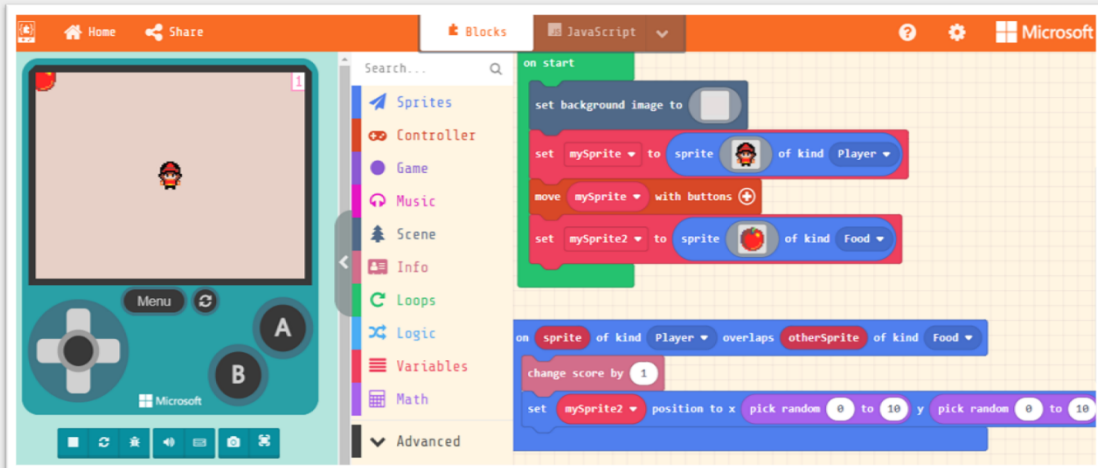 Home Share Blocks JavaScript Microsoft
1
Menu
A
B
Microsoft
Search...
Sprites
Controller
Game
Music
Scene
Info
Loops
Logic
Variables
Math
Advanced
on start
set background image to
set mySprite to sprite of kind Player
move mySprite with buttons
set mySprite2 to sprite of kind Food
on sprite of kind Player overlaps otherSprite of kind Food
change score by 1
set mySprite2 position to x pick random 0 to 10 y pick random 0 to 10